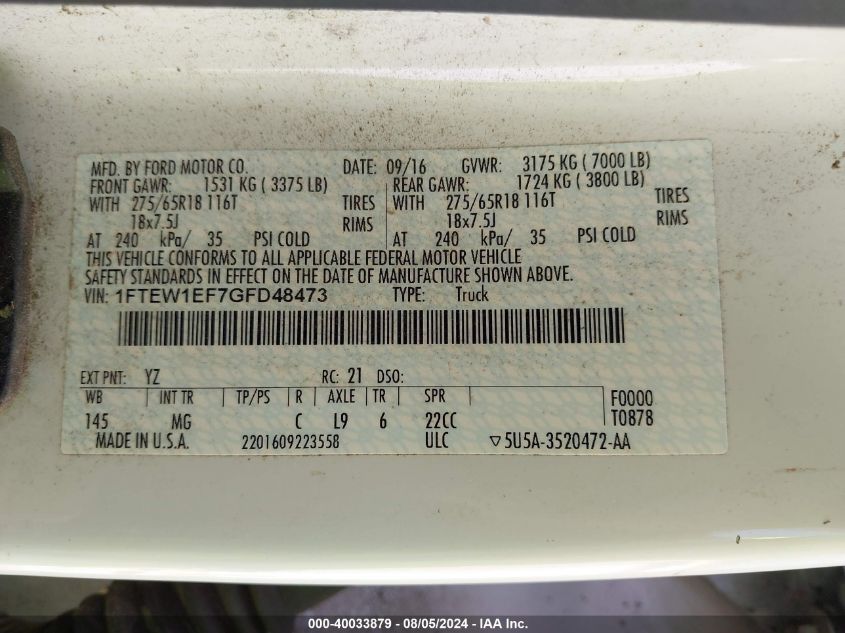 MFD. BY FORD MOTOR CO. DATE: 09/16 GVWR: 3175 KG ( 7000 LB)
FRONT GAWR: 1531 KG ( 3375 LB) REAR GAWR: 1724 KG ( 3800 LB)
WITH 275/65R18 116T TIRES WITH 275/65R18 116T TIRES
18x7.5J RIMS 18x7.5J RIMS
AT 240 kPa/ 35 PSI COLD AT 240 kPa/ 35 PSI COLD
THIS VEHICLE CONFORMS TO ALL APPLICABLE FEDERAL MOTOR VEHICLE
SAFETY STANDARDS IN EFFECT ON THE DATE OF MANUFACTURE SHOWN ABOVE.
VIN: 1FTEW1EF7GFD48473 TYPE: Truck
EXT PNT: YZ RC: 21 DSO:
WB INT TR TP/PS R AXLE TR SPR F0000
145 MG C L9 6 22CC T0878
MADE IN U.S.A. 2201609223558 ULC ▽5U5A-3520472-AA
000-40033879 - 08/05/2024 - IAA Inc.